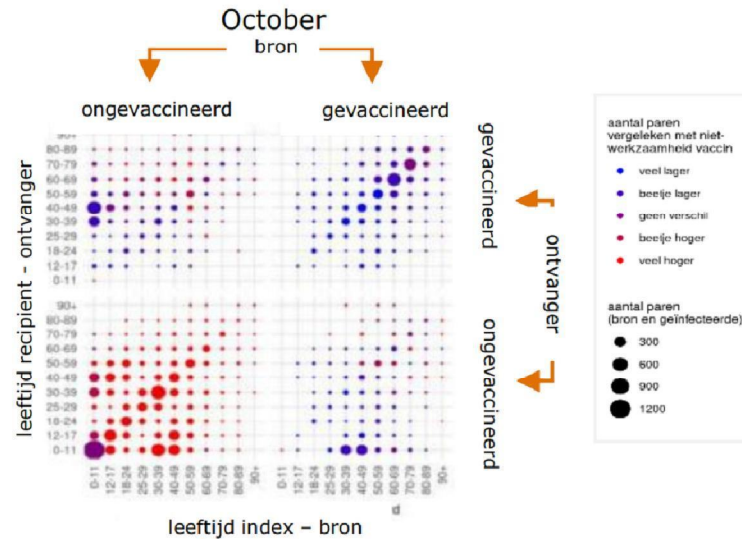 October
bron
ongevaccineerd
gevaccineerd
90+
80-89
70-79
60-69
50-59
40-49
30-39
25-29
18-24
12-17
0-11
90+
80-89
70-79
60-69
50-59
40-49
30-39
25-29
18-24
12-17
0-11
leeftijd recipient - ontvanger
0-11
12-17
18-24
25-29
30-39
40-49
50-59
60-69
70-79
80-89
90+
0-11
12-17
18-24
25-29
30-39
40-49
50-59
60-69
70-79
80-89
90+
d.
leeftijd index – bron
gevaccineerd
ongevaccineerd
ontvanger
aantal paren
vergeleken met niet-
werkzaamheid vaccin
veel lager
beetje lager
geen verschil
beetje hoger
veel hoger
aantal paren
(bron en geïnfecteerde)
300
600
900
1200